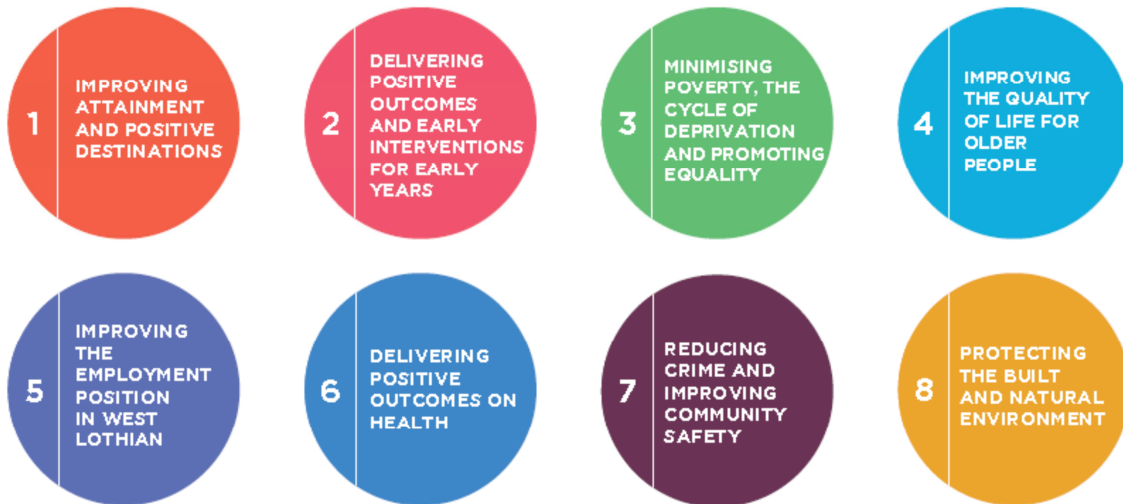 1
IMPROVING
ATTAINMENT
AND POSITIVE
DESTINATIONS
2
DELIVERING
POSITIVE
OUTCOMES
AND EARLY
INTERVENTIONS
FOR EARLY
YEARS
3
MINIMISING
POVERTY, THE
CYCLE OF
DEPRIVATION
AND PROMOTING
EQUALITY
4
IMPROVING
THE QUALITY
OF LIFE FOR
OLDER
PEOPLE
5
IMPROVING
THE
EMPLOYMENT
POSITION
IN WEST
LOTHIAN
6
DELIVERING
POSITIVE
OUTCOMES ON
HEALTH
7
REDUCING
CRIME AND
IMPROVING
COMMUNITY
SAFETY
8
PROTECTING
THE BUILT
AND NATURAL
ENVIRONMENT